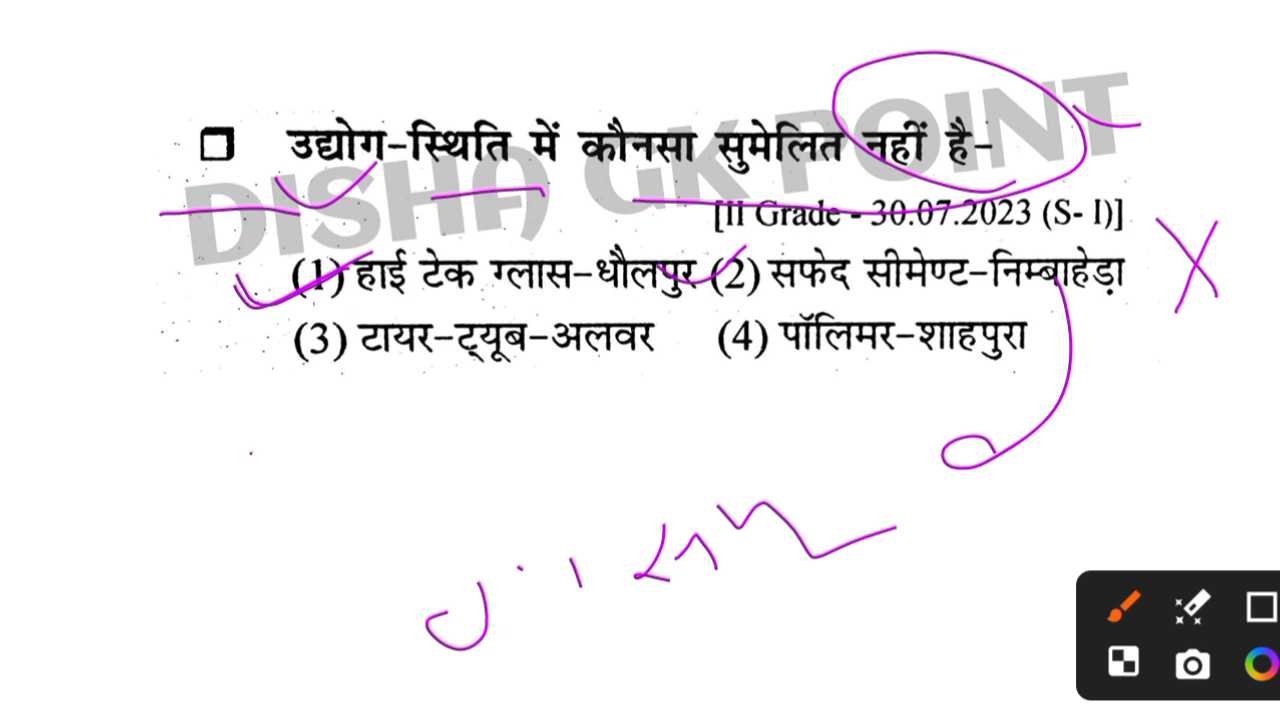 ❑ उद्योग-स्थिति में कौनसा सुमेलित नहीं है-
DISHA GK POINT
[II Grade - 30.07.2023 (S- I)]
(1) हाई टेक ग्लास-धौलपुर (2) सफेद सीमेण्ट-निम्बाहेड़ा
(3) टायर-ट्यूब-अलवर (4) पॉलिमर-शाहपुरा